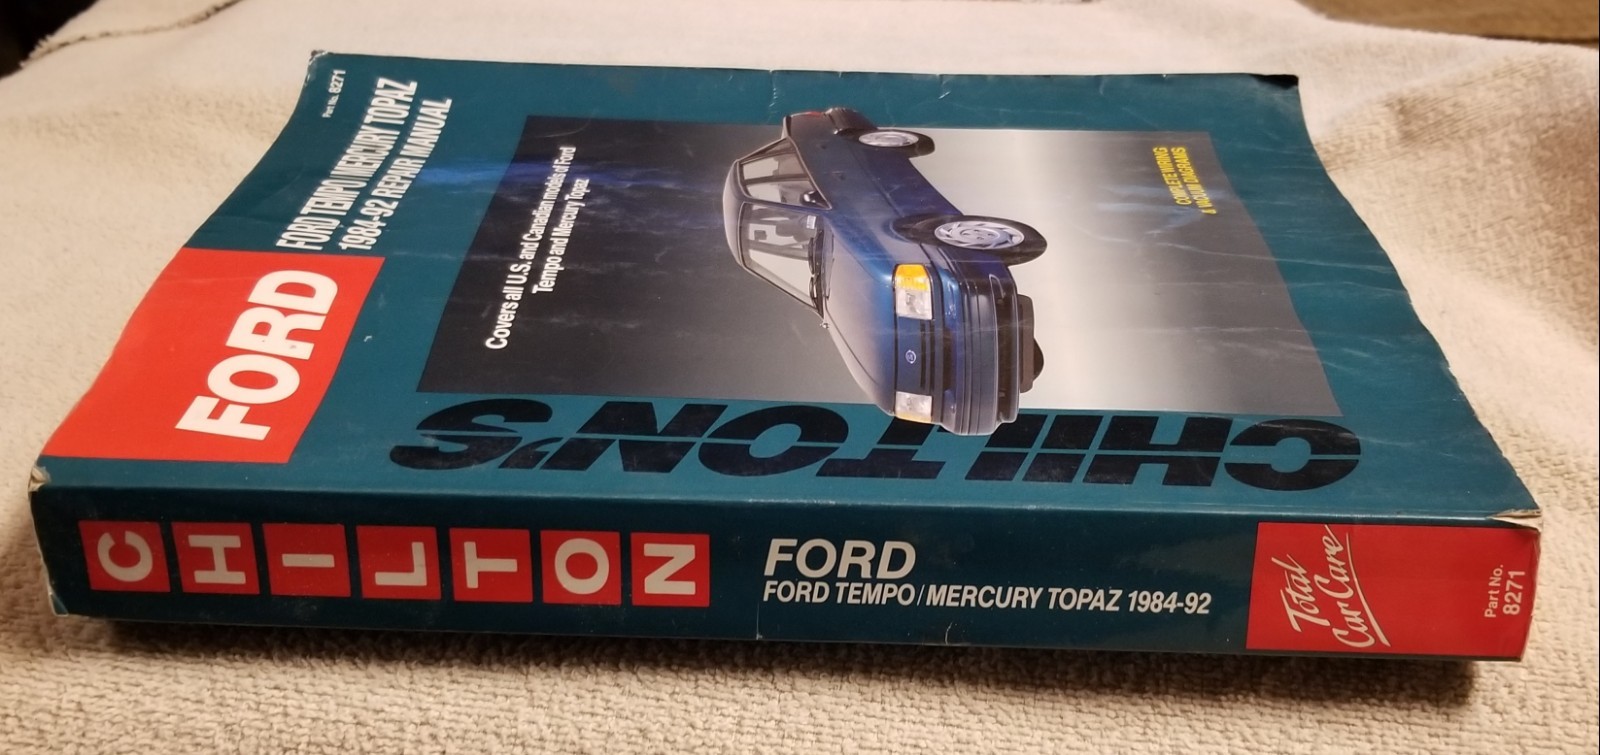 Part No. 8271
FORD TEMPO MERCURY TOPAZ
1984-92 REPAIR MANUAL
FORD
Covers all U.S. and Canadian models of Ford
Tempo and Mercury Topaz
COMPLETE WIRING
& VACUUM DIAGRAMS
CHILTON'S
CHILTON
FORD
FORD TEMPO/MERCURY TOPAZ 1984-92
Total
Car Care
Part No.
8271